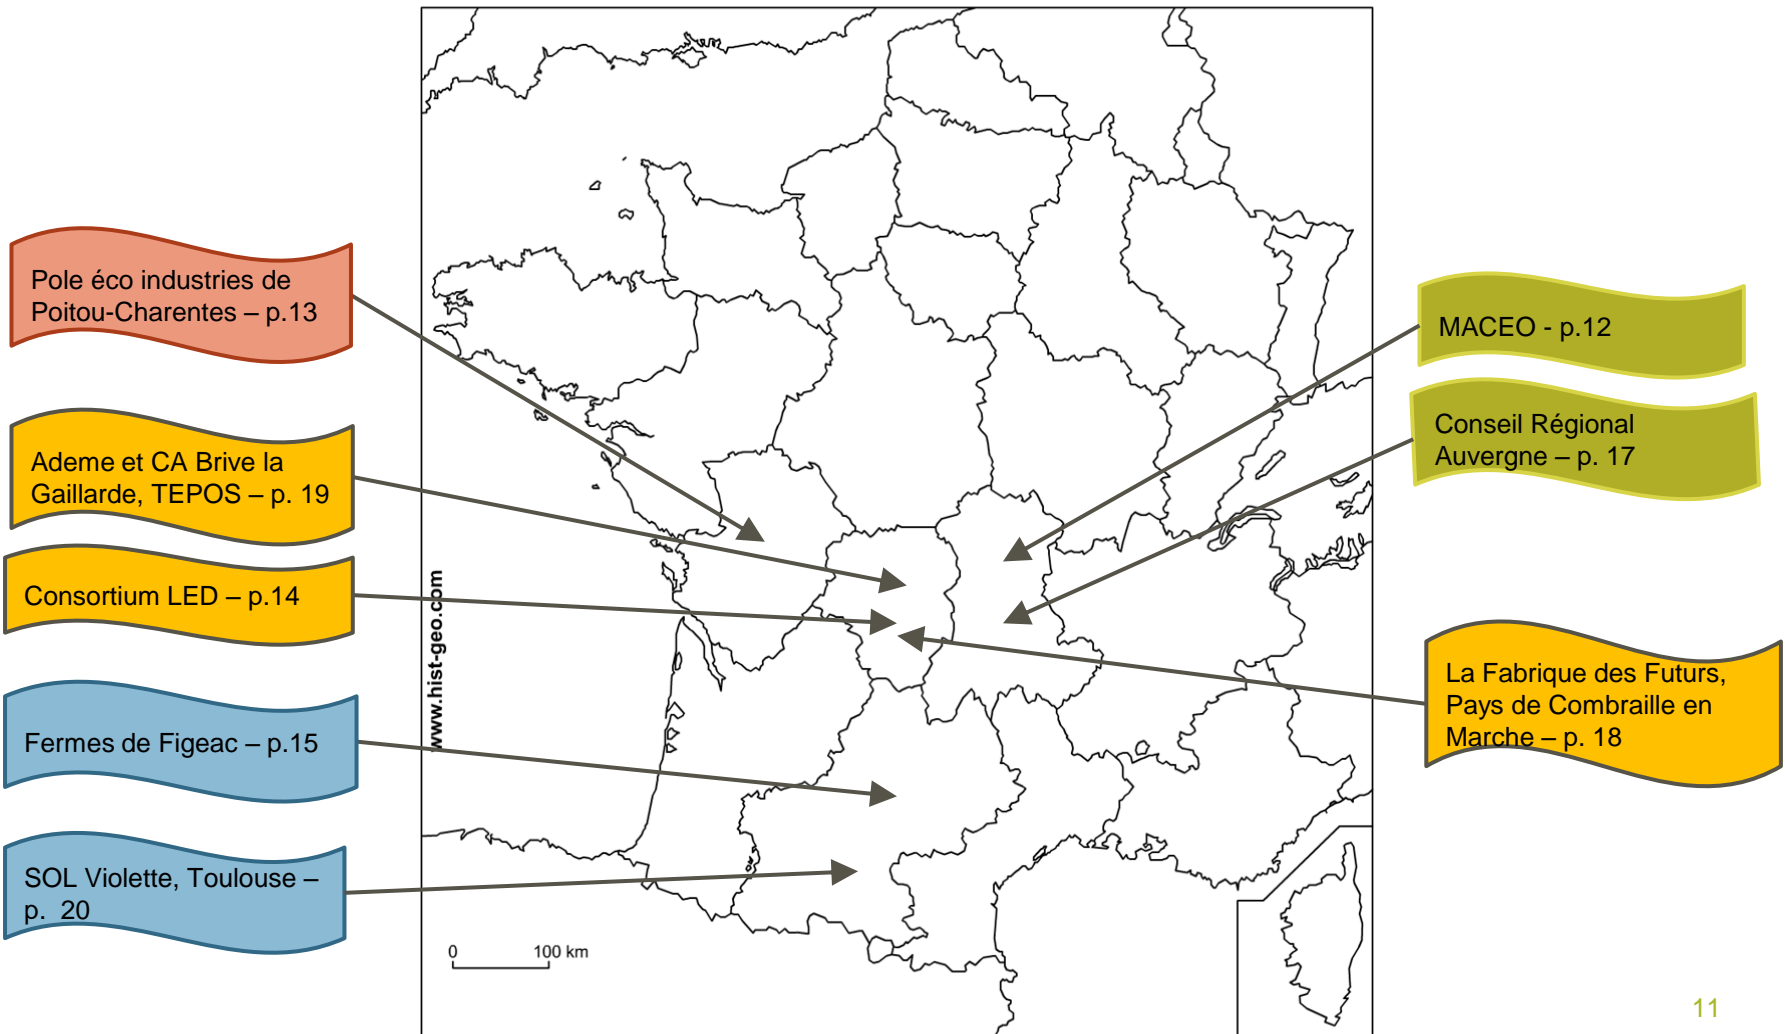 Pole éco industries de
Poitou-Charentes – p.13
Ademe et CA Brive la
Gaillarde, TEPOS – p. 19
Consortium LED – p.14
Fermes de Figeac – p.15
SOL Violette, Toulouse –
p. 20
www.hist-geo.com
0 100 km
MACEO - p.12
Conseil Régional
Auvergne – p. 17
La Fabrique des Futurs,
Pays de Combraille en
Marche – p. 18
11